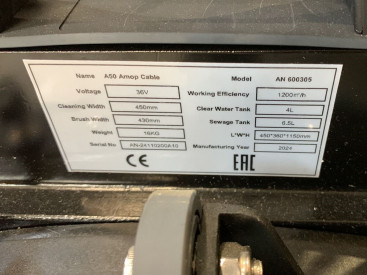 Name A50 Amop Cable Model AN 600305
Voltage 36V Working Efficiency 1200㎡/h
Cleaning Width 450mm Clear Water Tank 4L
Brush Width 430mm Sewage Tank 6.5L
Weight 16KG L*W*H 450*360*1150mm
Serial No Manufacturing Year 2024
CE EAC